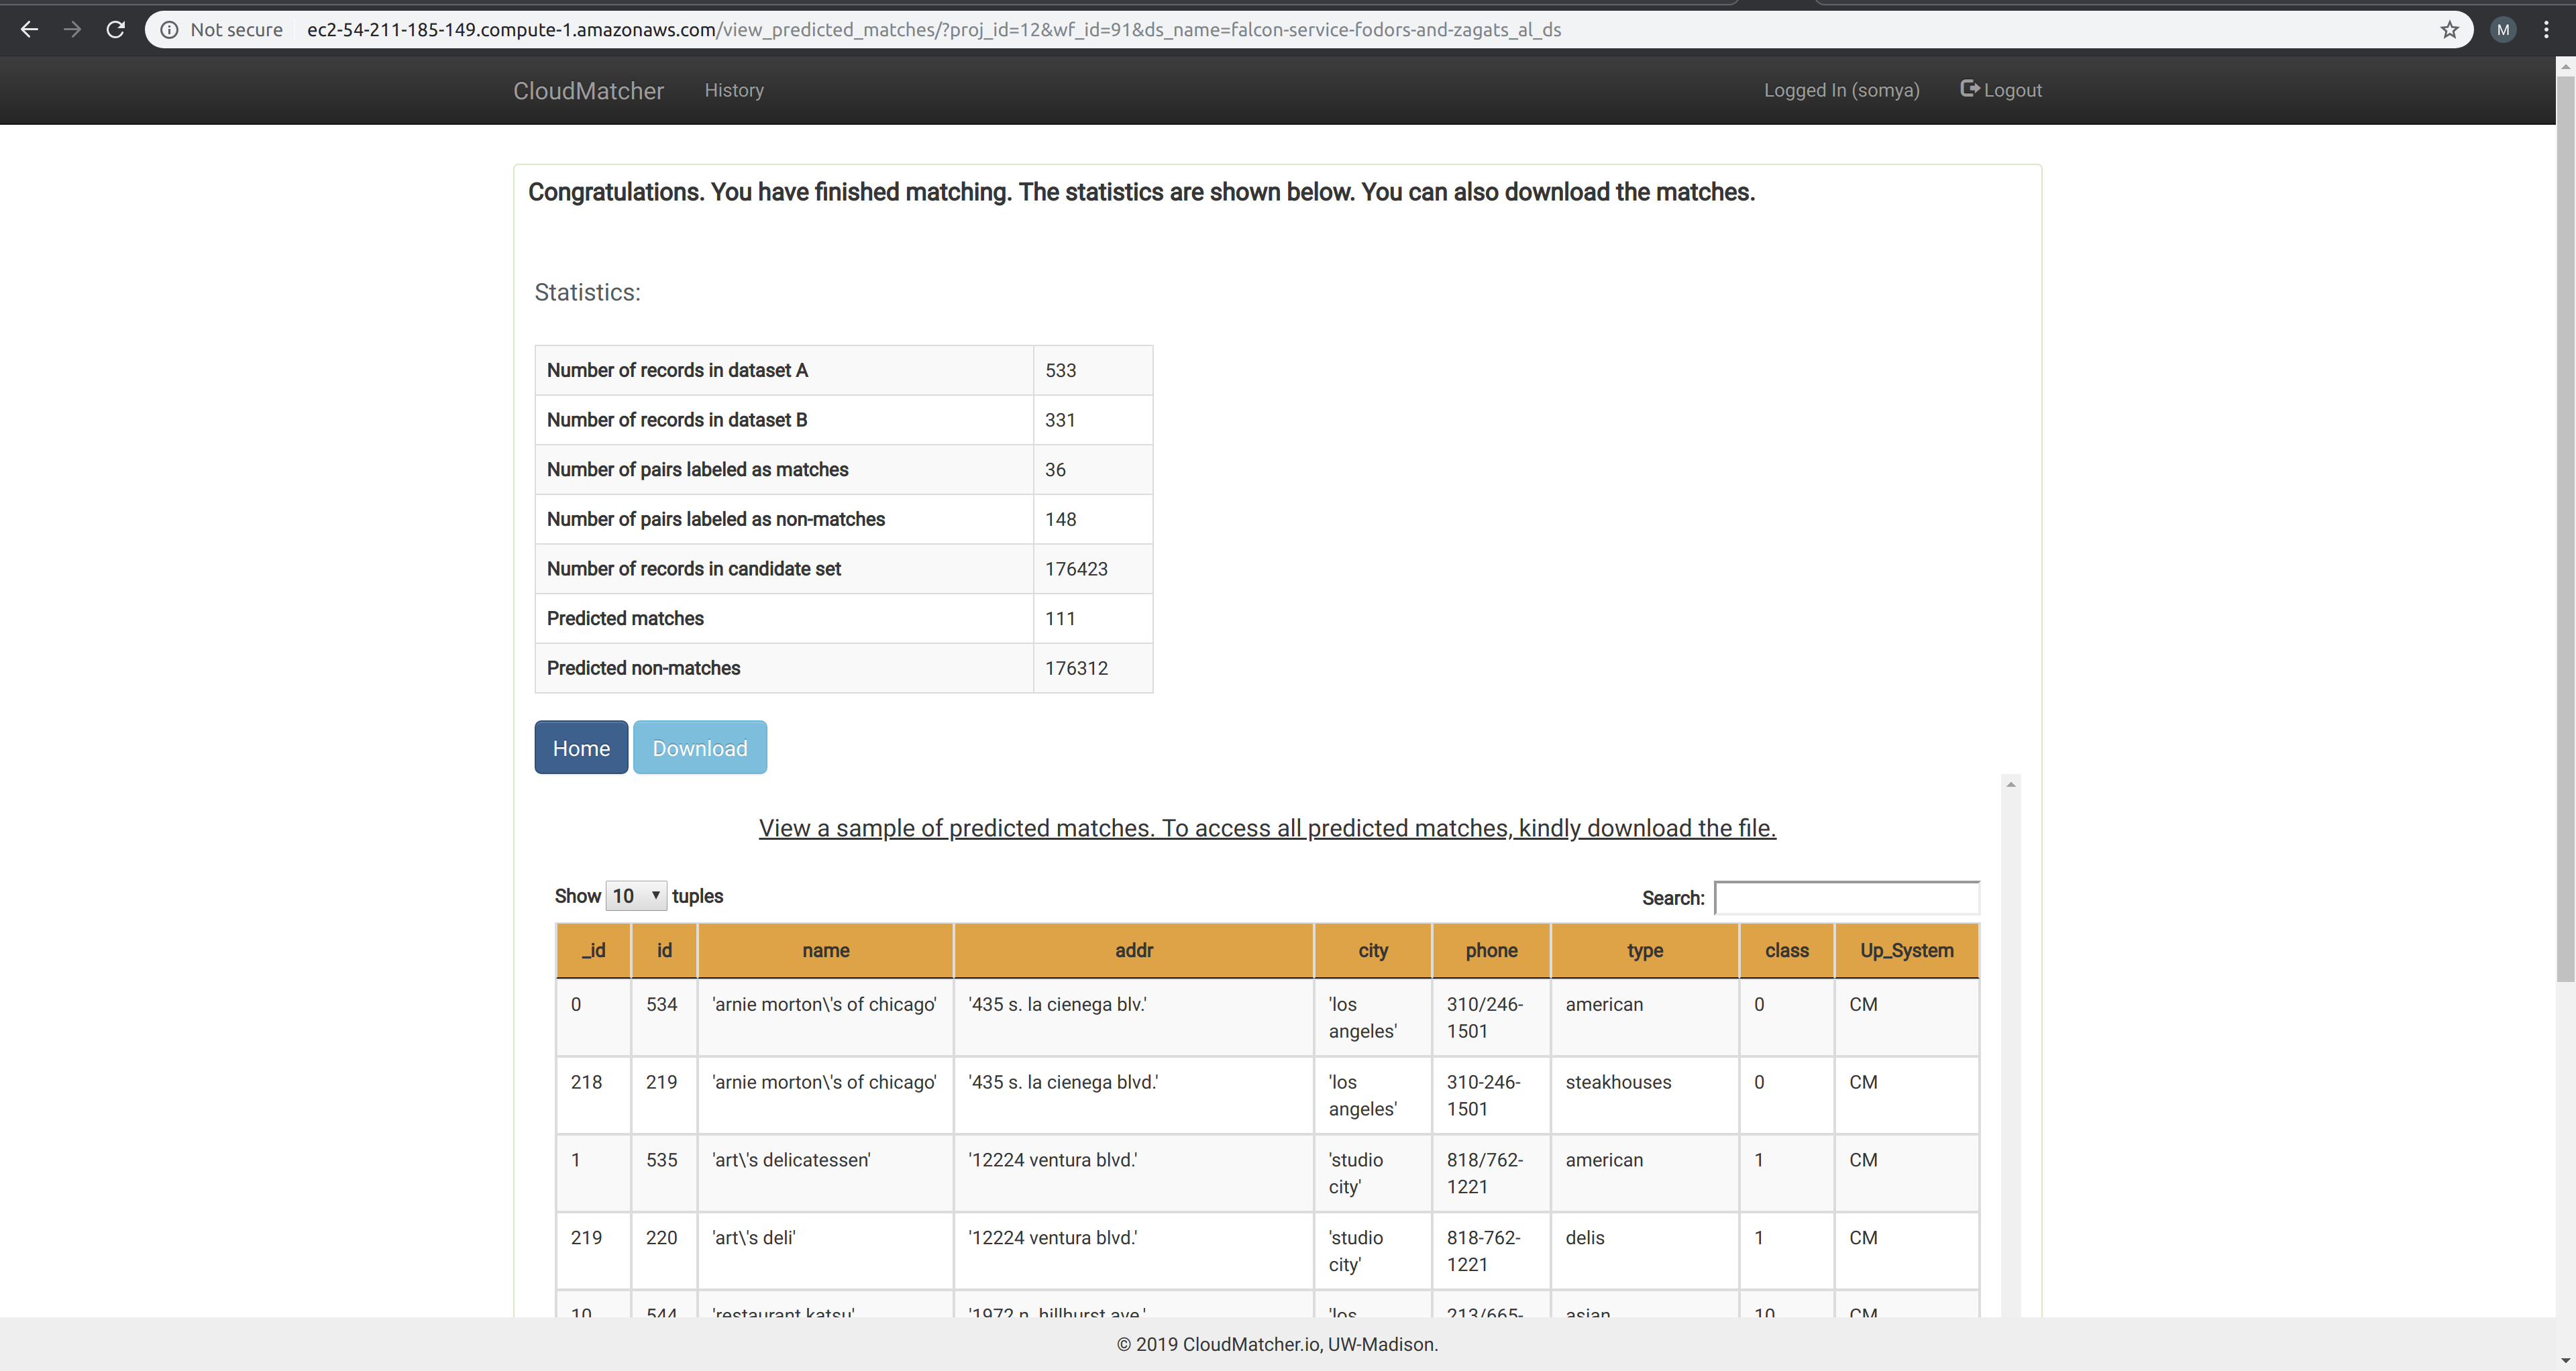 Not secure ec2-54-211-185-149.compute-1.amazonaws.com/view_predicted_matches/?proj_id=12&wf_id=91&ds_name=falcon-service-fodors-and-zagats_al_ds M
CloudMatcher History Logged In (somya) Logout
Congratulations. You have finished matching. The statistics are shown below. You can also download the matches.
Statistics:
Number of records in dataset A 533
Number of records in dataset B 331
Number of pairs labeled as matches 36
Number of pairs labeled as non-matches 148
Number of records in candidate set 176423
Predicted matches 111
Predicted non-matches 176312
Home Download
View a sample of predicted matches. To access all predicted matches, kindly download the file.
Show 10 tuples Search:
_id id name addr city phone type class Up_System
0 534 'arnie morton\'s of chicago' '435 s. la cienega blv.' 'los angeles' 310/246-1501 american 0 CM
218 219 'arnie morton\'s of chicago' '435 s. la cienega blvd.' 'los angeles' 310-246-1501 steakhouses 0 CM
1 535 'art\'s delicatessen' '12224 ventura blvd.' 'studio city' 818/762-1221 american 1 CM
219 220 'art\'s deli' '12224 ventura blvd.' 'studio city' 818-762-1221 delis 1 CM
10 544 'restaurant katsu' '1972 n. hillhurst ave.' 'los 213/665- asian 10 CM
© 2019 CloudMatcher.io, UW-Madison.